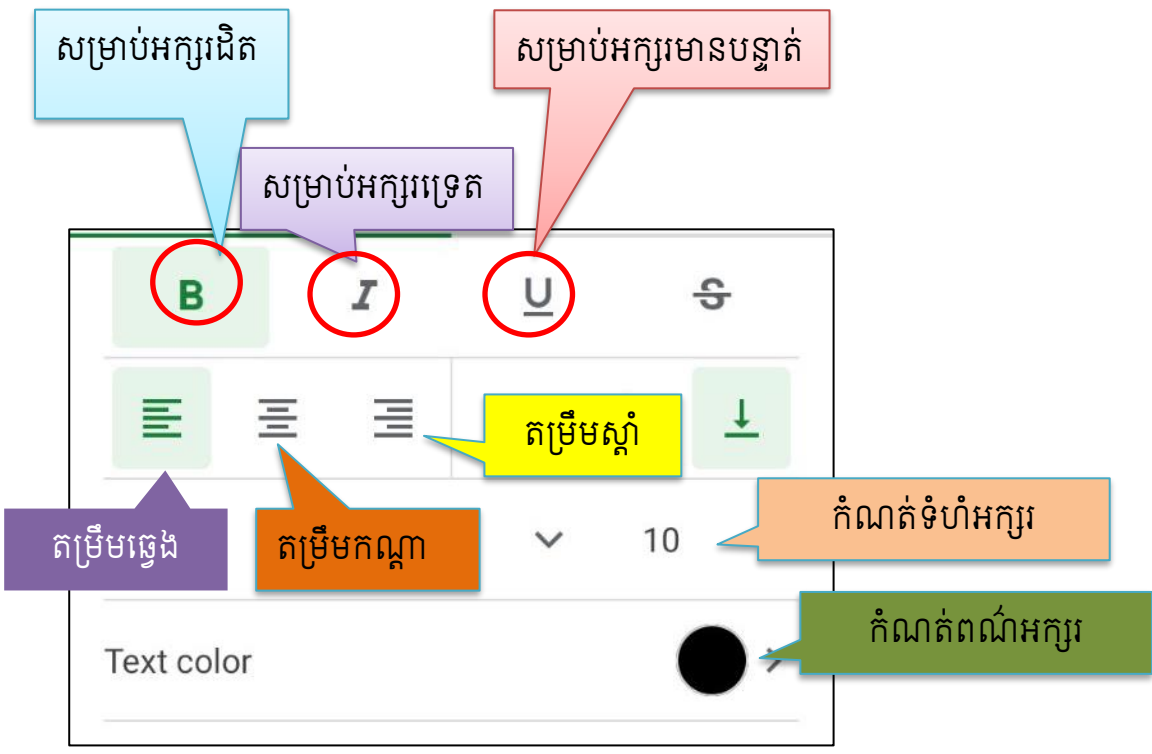 សម្រាប់អក្សរដិត
សម្រាប់អក្សរមានបន្ទាត់
សម្រាប់អក្សរទ្រេត
B I U S
តម្រឹមស្តាំ
តម្រឹមឆ្វេង
តម្រឹមកណ្តា
10
កំណត់ទំហំអក្សរ
កំណត់ពណ៌អក្សរ
Text color